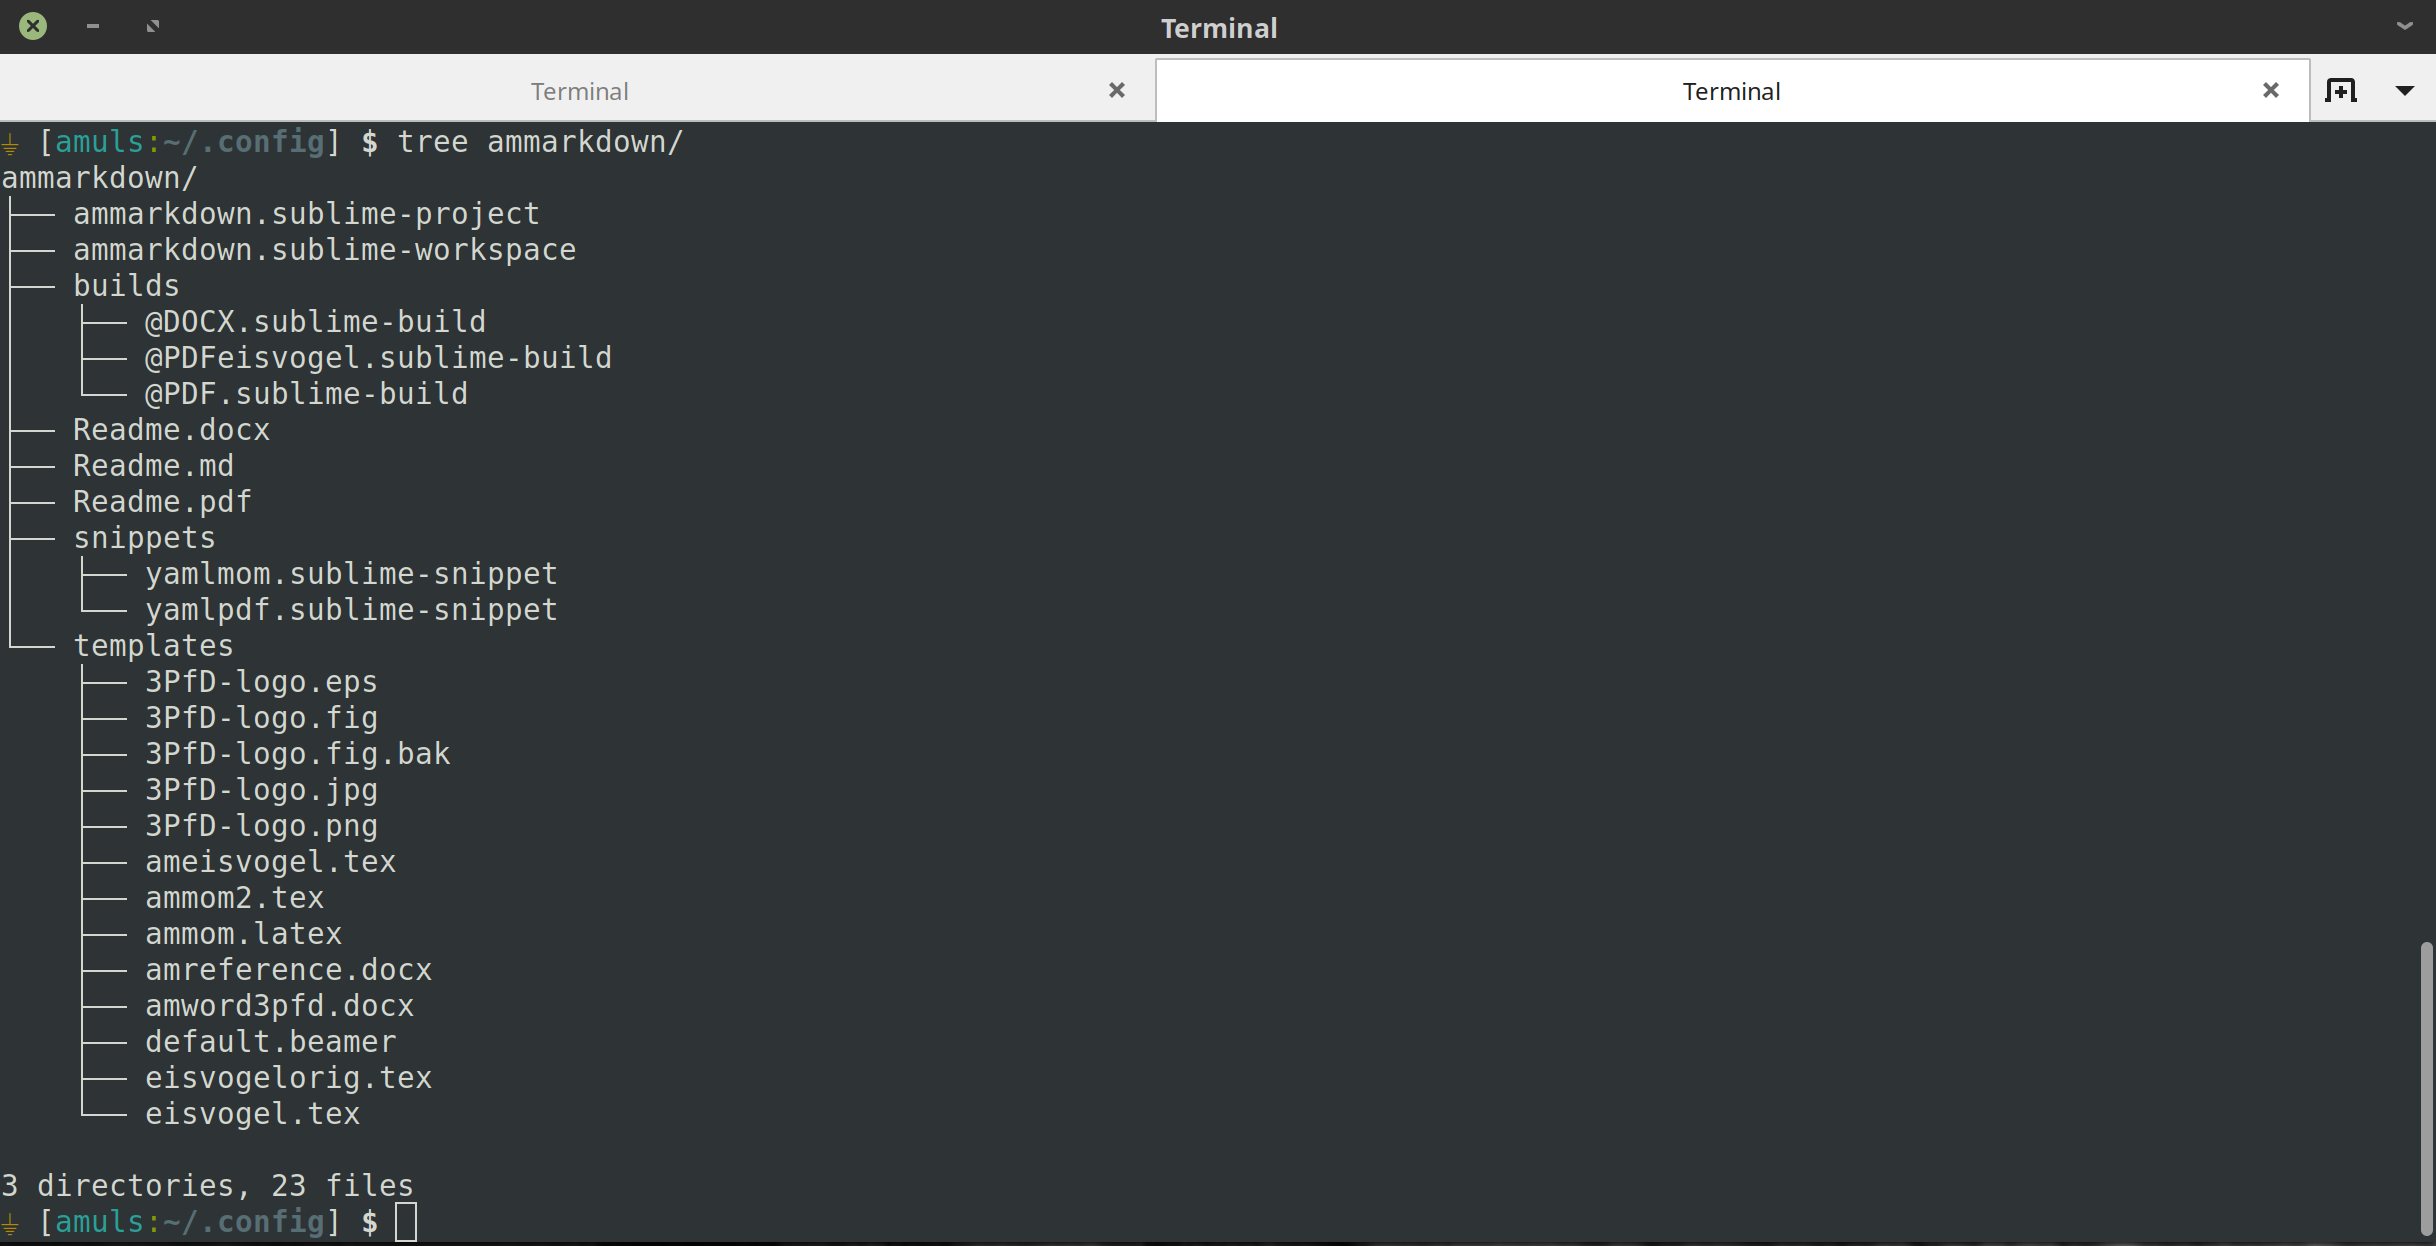 Terminal
Terminal Terminal
[amuls:~/.config] $ tree ammarkdown/
ammarkdown/
├── ammarkdown.sublime-project
├── ammarkdown.sublime-workspace
├── builds
│   ├── @DOCX.sublime-build
│   ├── @PDFeisvogel.sublime-build
│   └── @PDF.sublime-build
├── Readme.docx
├── Readme.md
├── Readme.pdf
├── snippets
│   ├── yamlmom.sublime-snippet
│   └── yamlpdf.sublime-snippet
└── templates
    ├── 3PfD-logo.eps
    ├── 3PfD-logo.fig
    ├── 3PfD-logo.fig.bak
    ├── 3PfD-logo.jpg
    ├── 3PfD-logo.png
    ├── ameisvogel.tex
    ├── ammom2.tex
    ├── ammom.latex
    ├── amreference.docx
    ├── amword3pfd.docx
    ├── default.beamer
    ├── eisvogelorig.tex
    └── eisvogel.tex
3 directories, 23 files
[amuls:~/.config] $